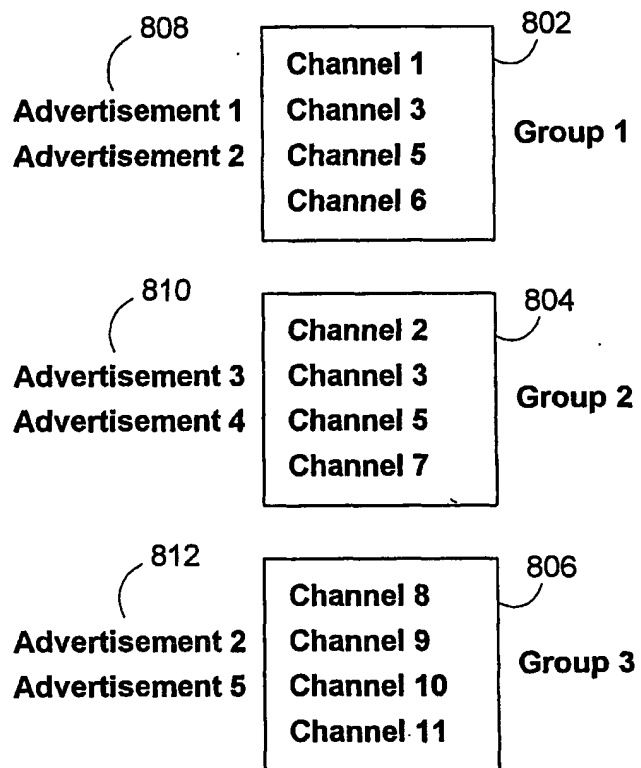 808
802
Channel 1
Advertisement 1
Channel 3
Group 1
Advertisement 2
Channel 5
Channel 6
810
804
Channel 2
Advertisement 3
Channel 3
Group 2
Advertisement 4
Channel 5
Channel 7
812
806
Channel 8
Advertisement 2
Channel 9
Group 3
Advertisement 5
Channel 10
Channel 11